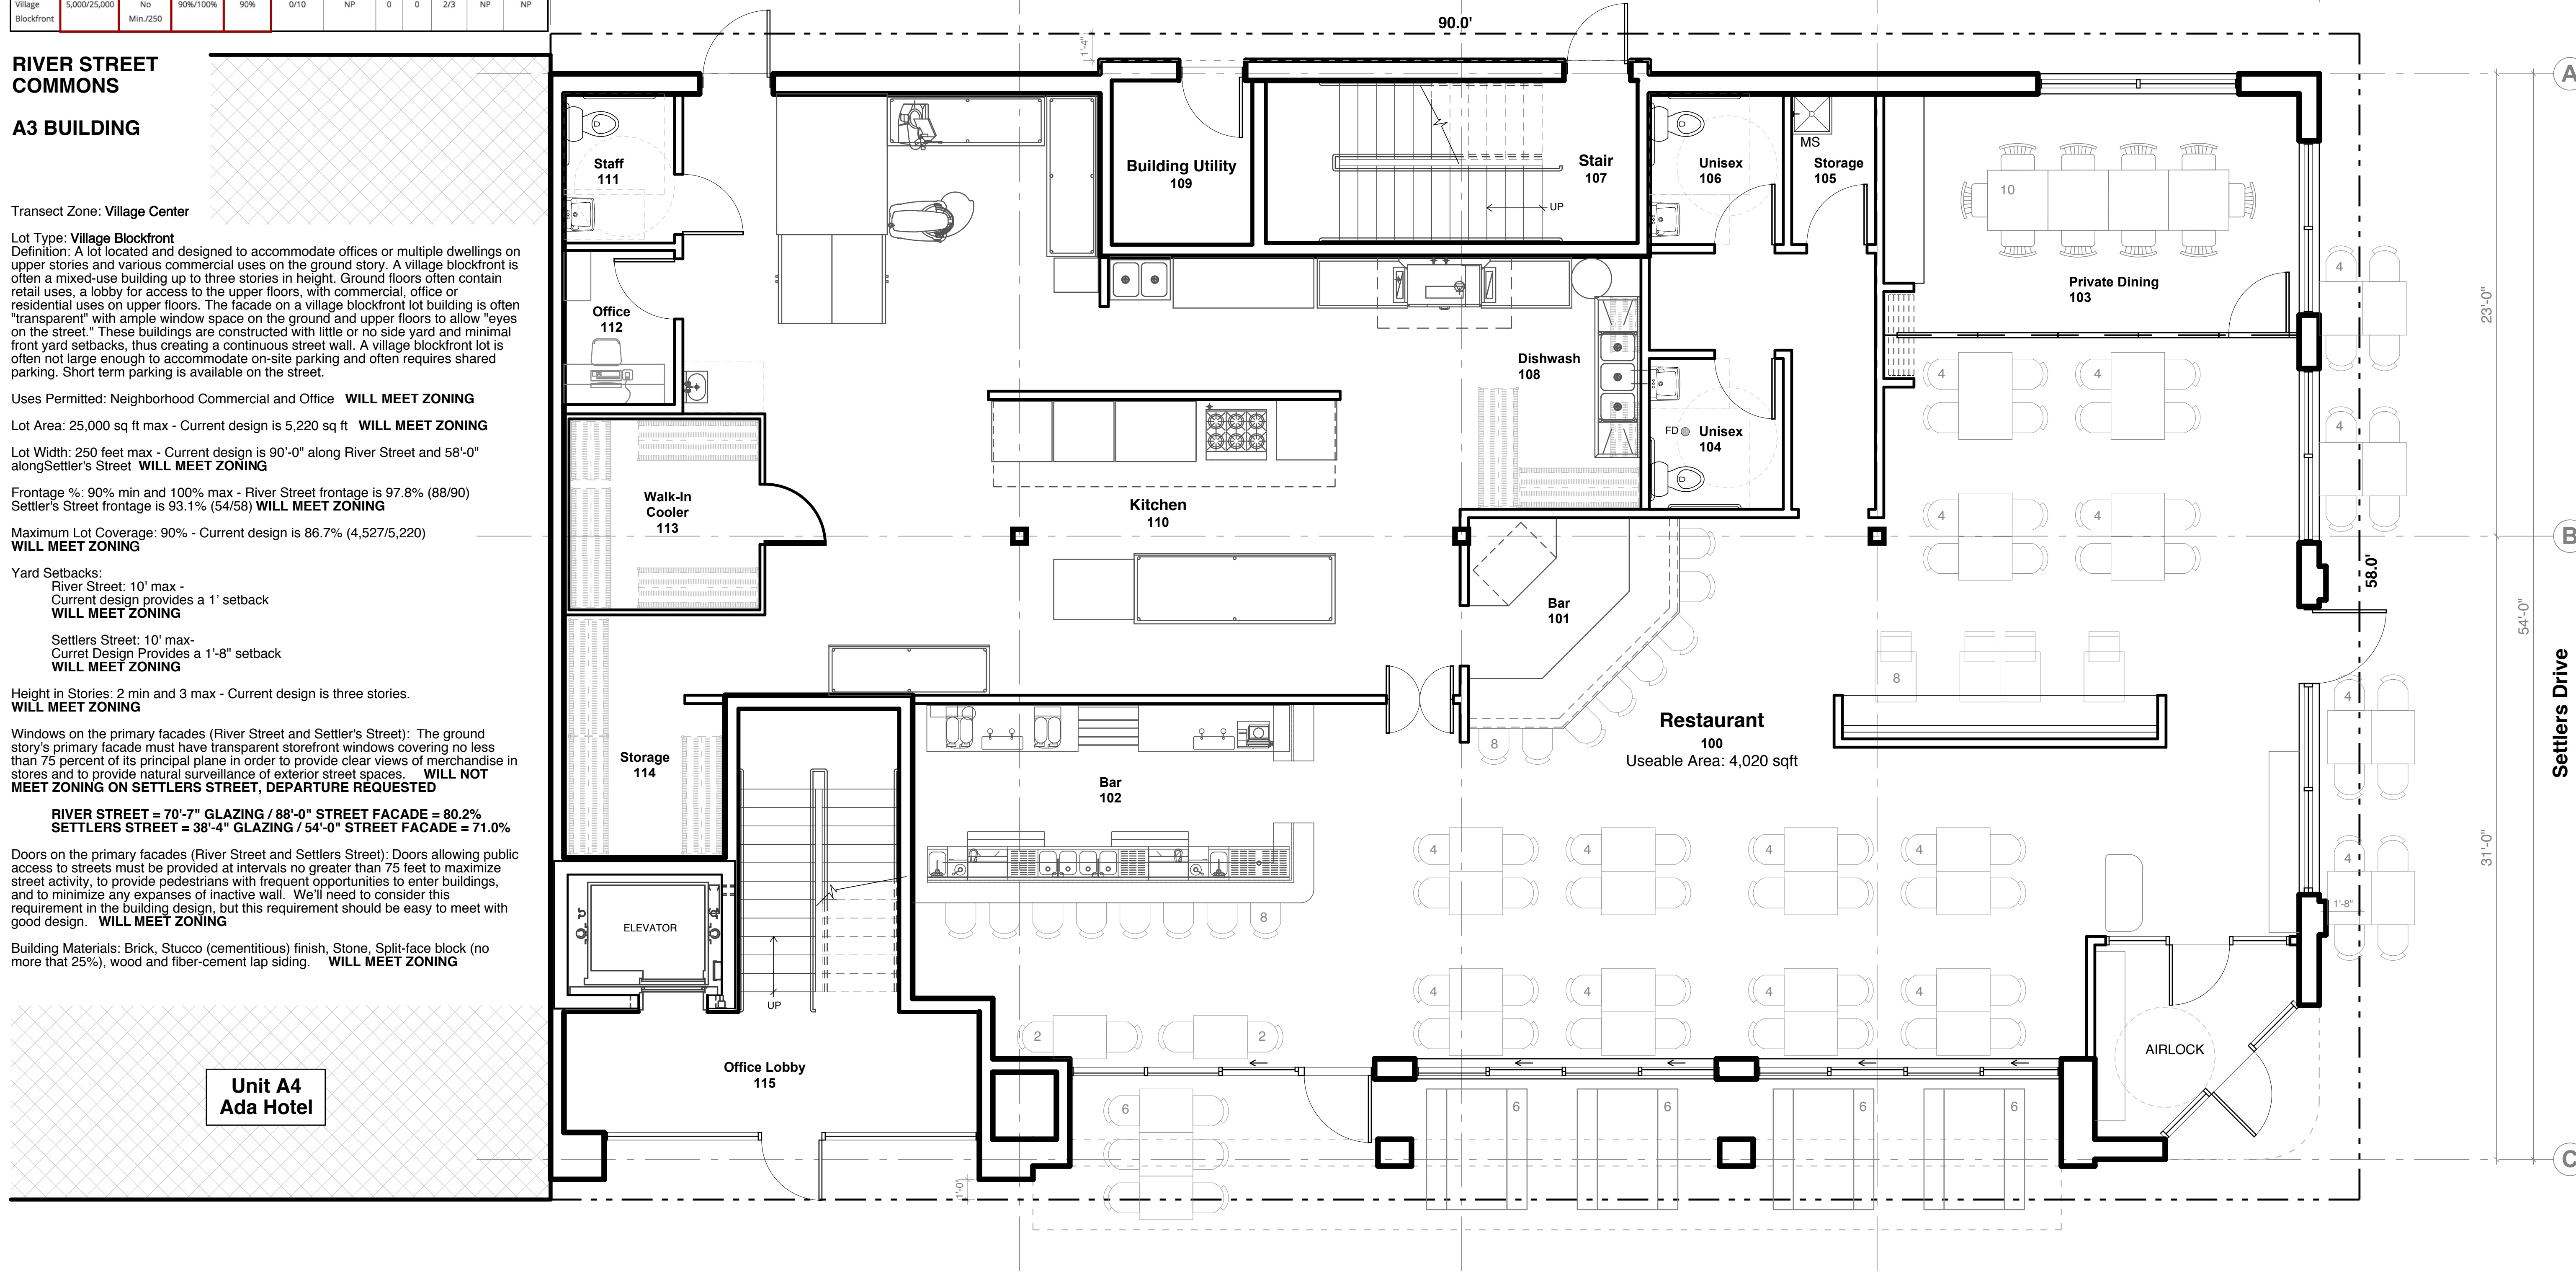 Village 5,000/25,000 No 90%/100% 90% 0/10 NP 0 0 2/3 NP NP
Blockfront Min./250
RIVER STREET
COMMONS
A3 BUILDING
Transect Zone: Village Center
Lot Type: Village Blockfront
Definition: A lot located and designed to accommodate offices or multiple dwellings on
upper stories and various commercial uses on the ground story. A village blockfront is
often a mixed-use building up to three stories in height. Ground floors often contain
retail uses, a lobby for access to the upper floors, with commercial, office or
residential uses on upper floors. The facade on a village blockfront lot building is often
"transparent" with ample window space on the ground and upper floors to allow "eyes
on the street." These buildings are constructed with little or no side yard and minimal
front yard setbacks, thus creating a continuous street wall. A village blockfront lot is
often not large enough to accommodate on-site parking and often requires shared
parking. Short term parking is available on the street.
Uses Permitted: Neighborhood Commercial and Office WILL MEET ZONING
Lot Area: 25,000 sq ft max - Current design is 5,220 sq ft WILL MEET ZONING
Lot Width: 250 feet max - Current design is 90'-0" along River Street and 58'-0"
alongSettler's Street WILL MEET ZONING
Frontage %: 90% min and 100% max - River Street frontage is 97.8% (88/90)
Settler's Street frontage is 93.1% (54/58) WILL MEET ZONING
Maximum Lot Coverage: 90% - Current design is 86.7% (4,527/5,220)
WILL MEET ZONING
Yard Setbacks:
River Street: 10' max -
Current design provides a 1' setback
WILL MEET ZONING
Settlers Street: 10' max-
Curret Design Provides a 1'-8" setback
WILL MEET ZONING
Height in Stories: 2 min and 3 max - Current design is three stories.
WILL MEET ZONING
Windows on the primary facades (River Street and Settler's Street): The ground
story's primary facade must have transparent storefront windows covering no less
than 75 percent of its principal plane in order to provide clear views of merchandise in
stores and to provide natural surveillance of exterior street spaces. WILL NOT
MEET ZONING ON SETTLERS STREET, DEPARTURE REQUESTED
RIVER STREET = 70'-7" GLAZING / 88'-0" STREET FACADE = 80.2%
SETTLERS STREET = 38'-4" GLAZING / 54'-0" STREET FACADE = 71.0%
Doors on the primary facades (River Street and Settlers Street): Doors allowing public
access to streets must be provided at intervals no greater than 75 feet to maximize
street activity, to provide pedestrians with frequent opportunities to enter buildings,
and to minimize any expanses of inactive wall. We'll need to consider this
requirement in the building design, but this requirement should be easy to meet with
good design. WILL MEET ZONING
Building Materials: Brick, Stucco (cementitious) finish, Stone, Split-face block (no
more that 25%), wood and fiber-cement lap siding. WILL MEET ZONING
Unit A4
Ada Hotel
90.0'
1'-4"
A
Staff
111
Building Utility
109
Stair
107
UP
Unisex
106
MS
Storage
105
10
Private Dining
103
4
23'-0"
Office
112
Dishwash
108
4
4
4
FD
Unisex
104
Walk-In
Cooler
113
Kitchen
110
4
4
B
58.0'
54'-0"
Bar
101
8
4
8
Restaurant
100
Useable Area: 4,020 sqft
Settlers Drive
Storage
114
Bar
102
4
4
4
4
4
31'-0"
1'-8"
8
ELEVATOR
UP
4
4
4
4
2
2
AIRLOCK
Office Lobby
115
6
6
6
6
6
C
1'-0"